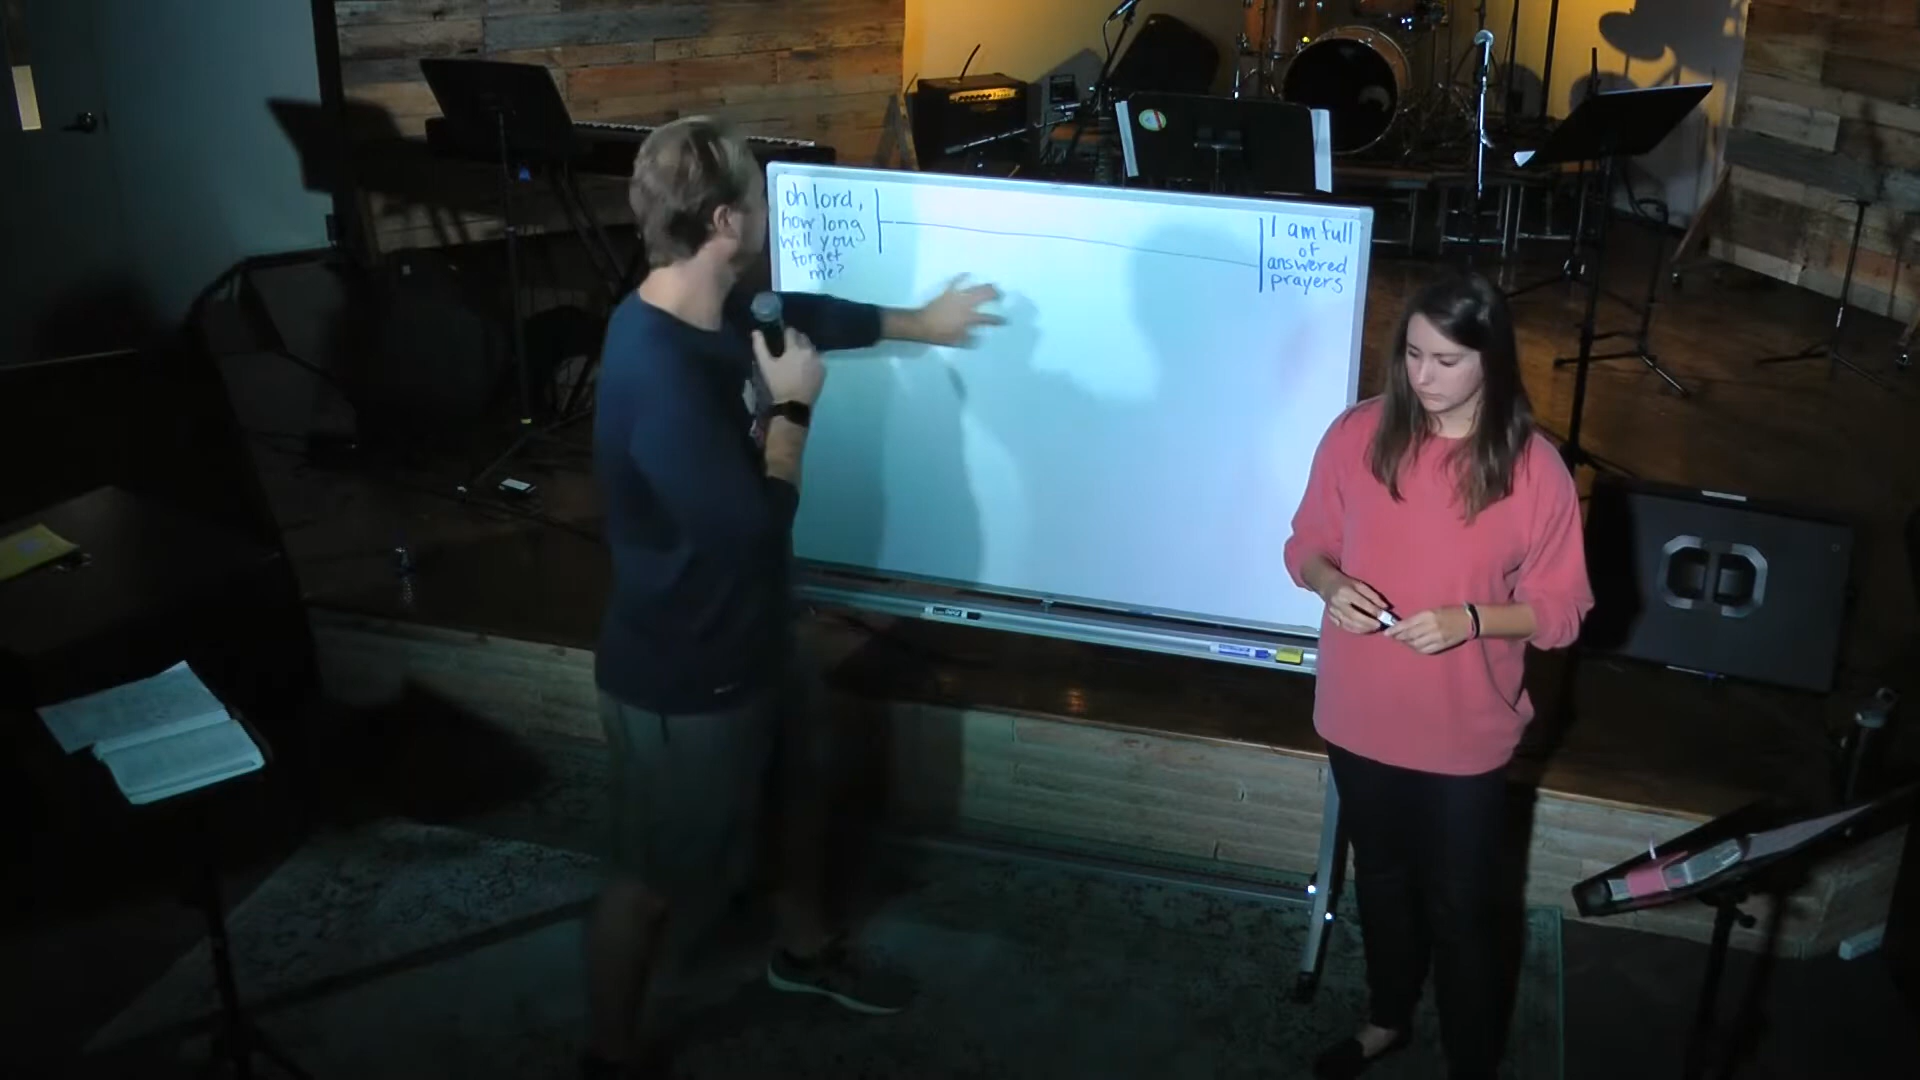 oh lord,
how long
will you
forget
me?
I am full
of
answered
prayers